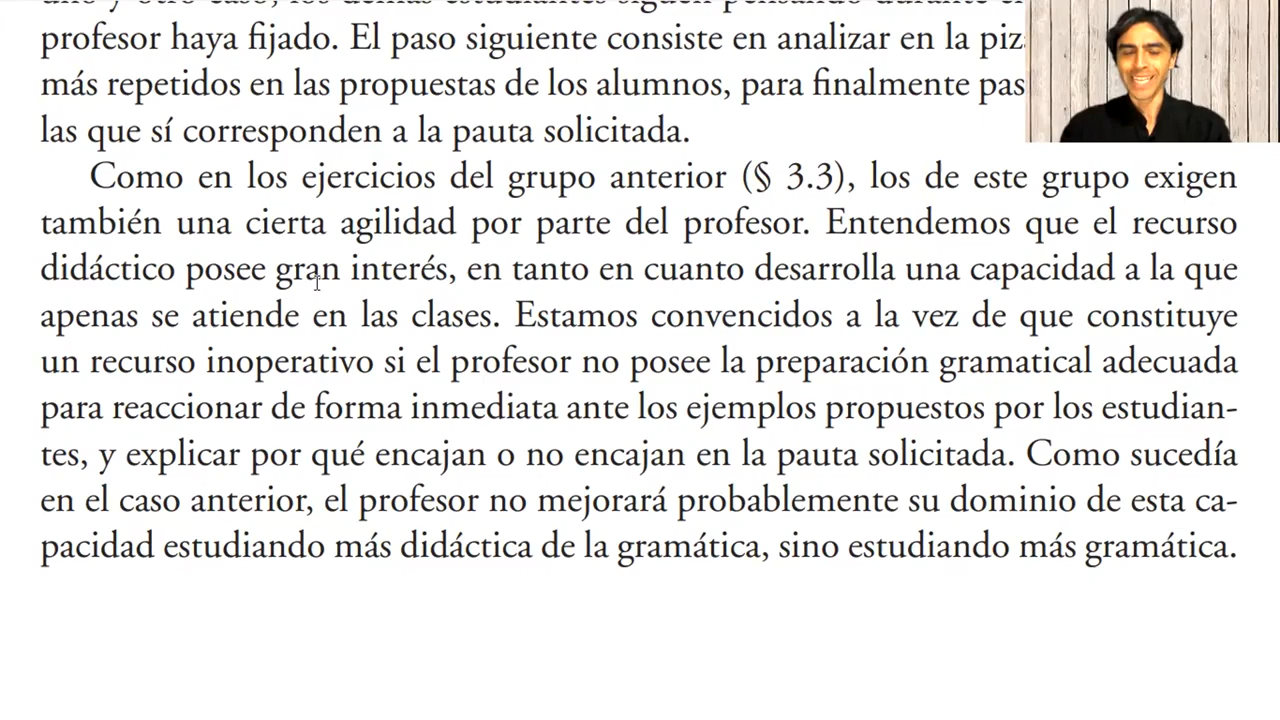 profesor haya fijado. El paso siguiente consiste en analizar en la
más repetidos en las propuestas de los alumnos, para finalmente
las que sí corresponden a la pauta solicitada.
Como en los ejercicios del grupo anterior (§ 3.3), los de este grupo exigen
también una cierta agilidad por parte del profesor. Entendemos que el recurso
didáctico posee gran interés, en tanto en cuanto desarrolla una capacidad a la que
apenas se atiende en las clases. Estamos convencidos a la vez de que constituye
un recurso inoperativo si el profesor no posee la preparación gramatical adecuada
para reaccionar de forma inmediata ante los ejemplos propuestos por los estudian-
tes, y explicar por qué encajan o no encajan en la pauta solicitada. Como sucedía
en el caso anterior, el profesor no mejorará probablemente su dominio de esta ca-
pacidad estudiando más didáctica de la gramática, sino estudiando más gramática.